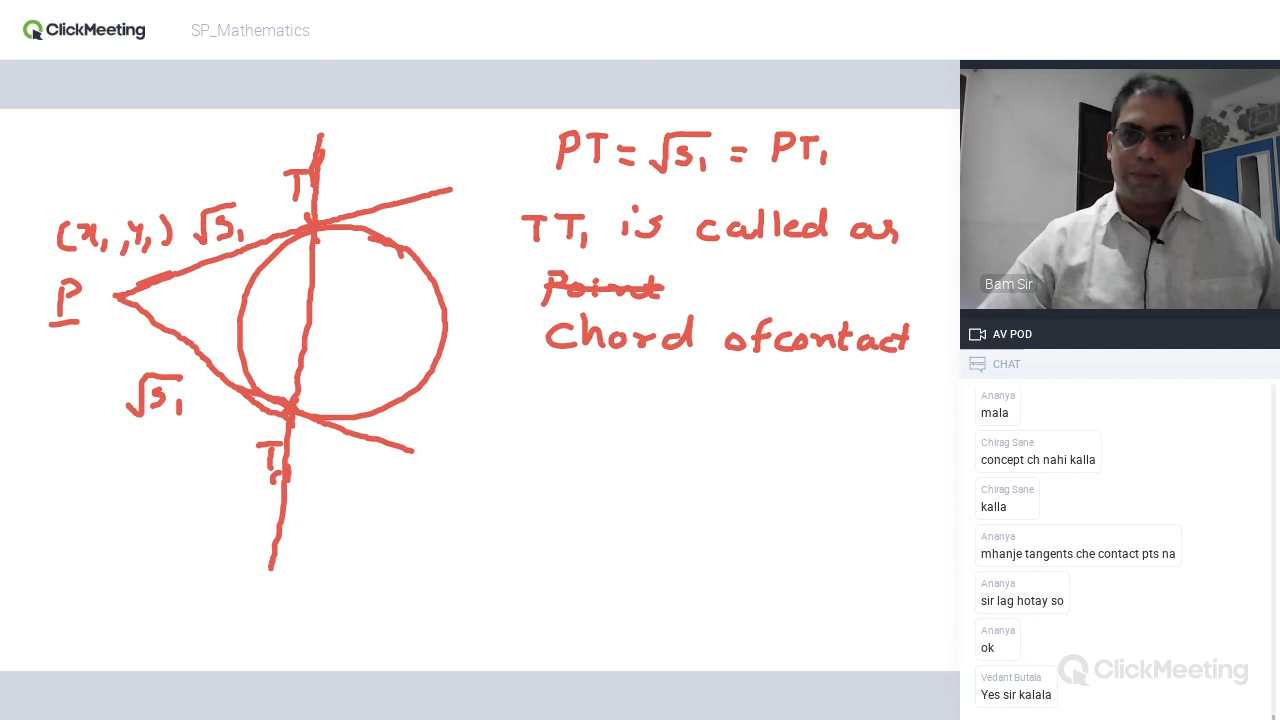 ClickMeeting
SP_Mathematics
T
(x₁, y₁) √S₁
P
√S₁
T₁
PT = √S₁ = PT₁
TT₁ is called as
Point
Chord of contact
Bam Sir
AV POD
CHAT
Ananya
mala
Chirag Sane
concept ch nahi kalla
Chirag Sane
kalla
Ananya
mhanje tangents che contact pts na
Ananya
sir lag hotay so
Ananya
ok
Vedant Butala
Yes sir kalala
ClickMeeting